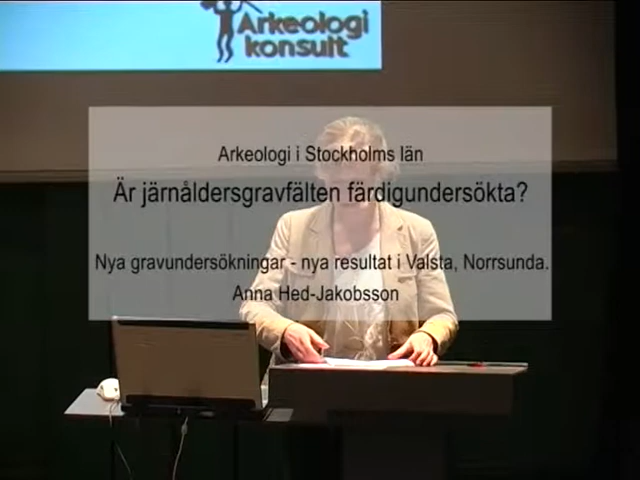 Arkeologi
konsult
Arkeologi i Stockholms län
Är järnåldersgravfälten färdigundersökta?
Nya gravundersökningar - nya resultat i Valsta, Norrsunda.
Anna Hed-Jakobsson